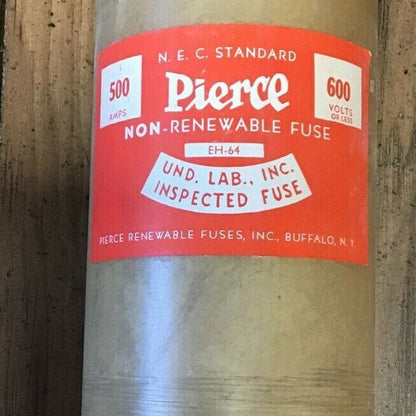 N. E. C. STANDARD
500
AMPS
Pierce
600
VOLTS
OR LESS
NON-RENEWABLE FUSE
EH-64
UND. LAB., INC.
INSPECTED FUSE
PIERCE RENEWABLE FUSES, INC., BUFFALO, N. Y.